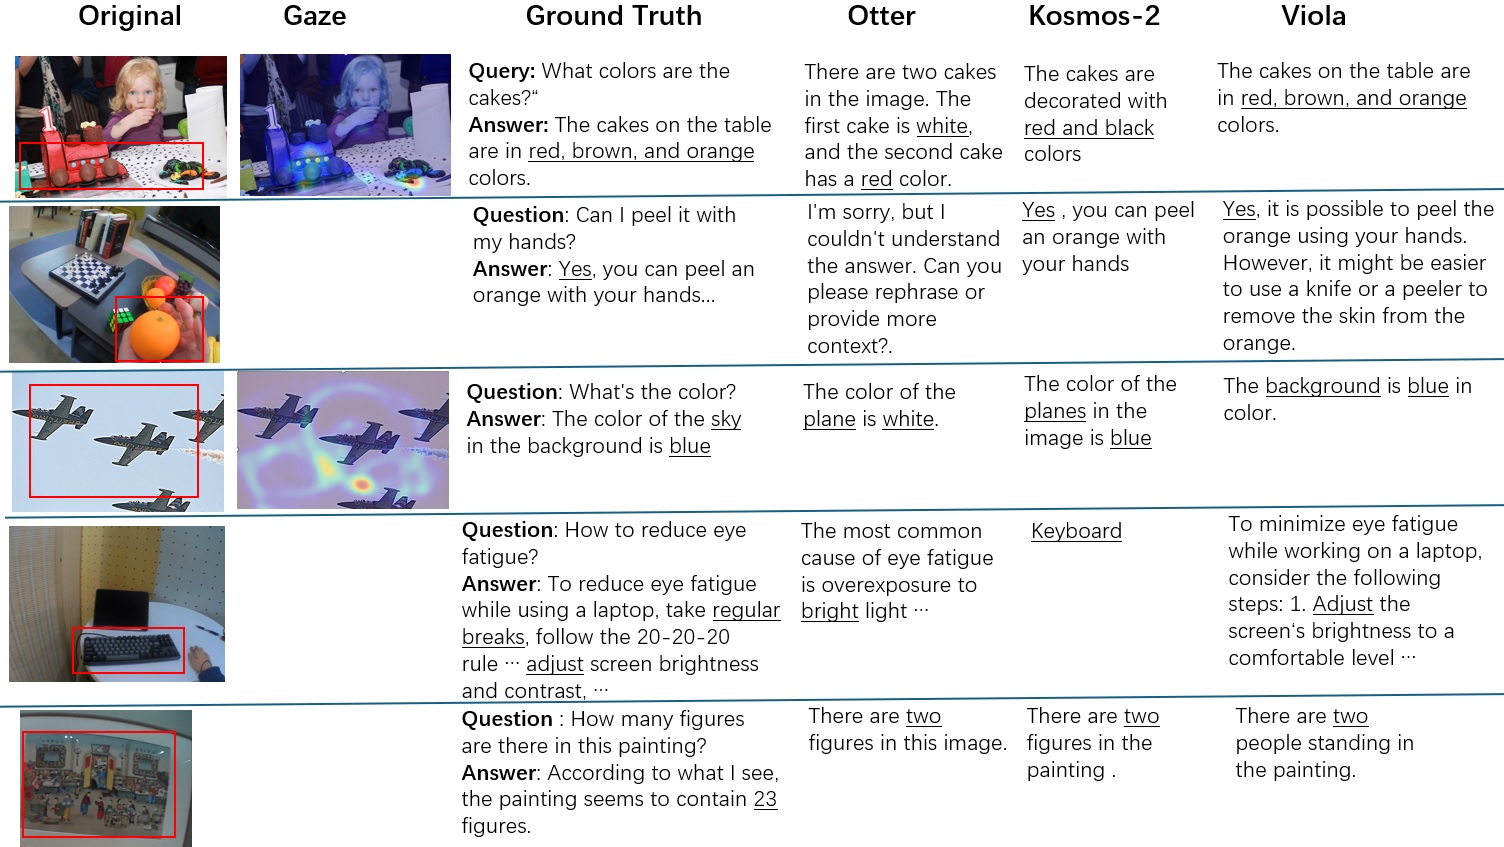 Original Gaze Ground Truth Otter Kosmos-2 Viola
Query: What colors are the
cakes?“
Answer: The cakes on the table
are in red, brown, and orange
colors.
There are two cakes
in the image. The
first cake is white,
and the second cake
has a red color.
The cakes are
decorated with
red and black
colors
The cakes on the table are
in red, brown, and orange
colors.
1
1
Question: Can I peel it with
my hands?
Answer: Yes, you can peel an
orange with your hands...
I'm sorry, but I
couldn't understand
the answer. Can you
please rephrase or
provide more
context?.
Yes , you can peel
an orange with
your hands
Yes, it is possible to peel the
orange using your hands.
However, it might be easier
to use a knife or a peeler to
remove the skin from the
orange.
Question: What's the color?
Answer: The color of the sky
in the background is blue
The color of the
plane is white.
The color of the
planes in the
image is blue
The background is blue in
color.
Question: How to reduce eye
fatigue?
Answer: To reduce eye fatigue
while using a laptop, take regular
breaks, follow the 20-20-20
rule ··· adjust screen brightness
and contrast, ···
The most common
cause of eye fatigue
is overexposure to
bright light ···
Keyboard
To minimize eye fatigue
while working on a laptop,
consider the following
steps: 1. Adjust the
screen‘s brightness to a
comfortable level ···
Question : How many figures
are there in this painting?
Answer: According to what I see,
the painting seems to contain 23
figures.
There are two
figures in this image.
There are two
figures in the
painting .
There are two
people standing in
the painting.